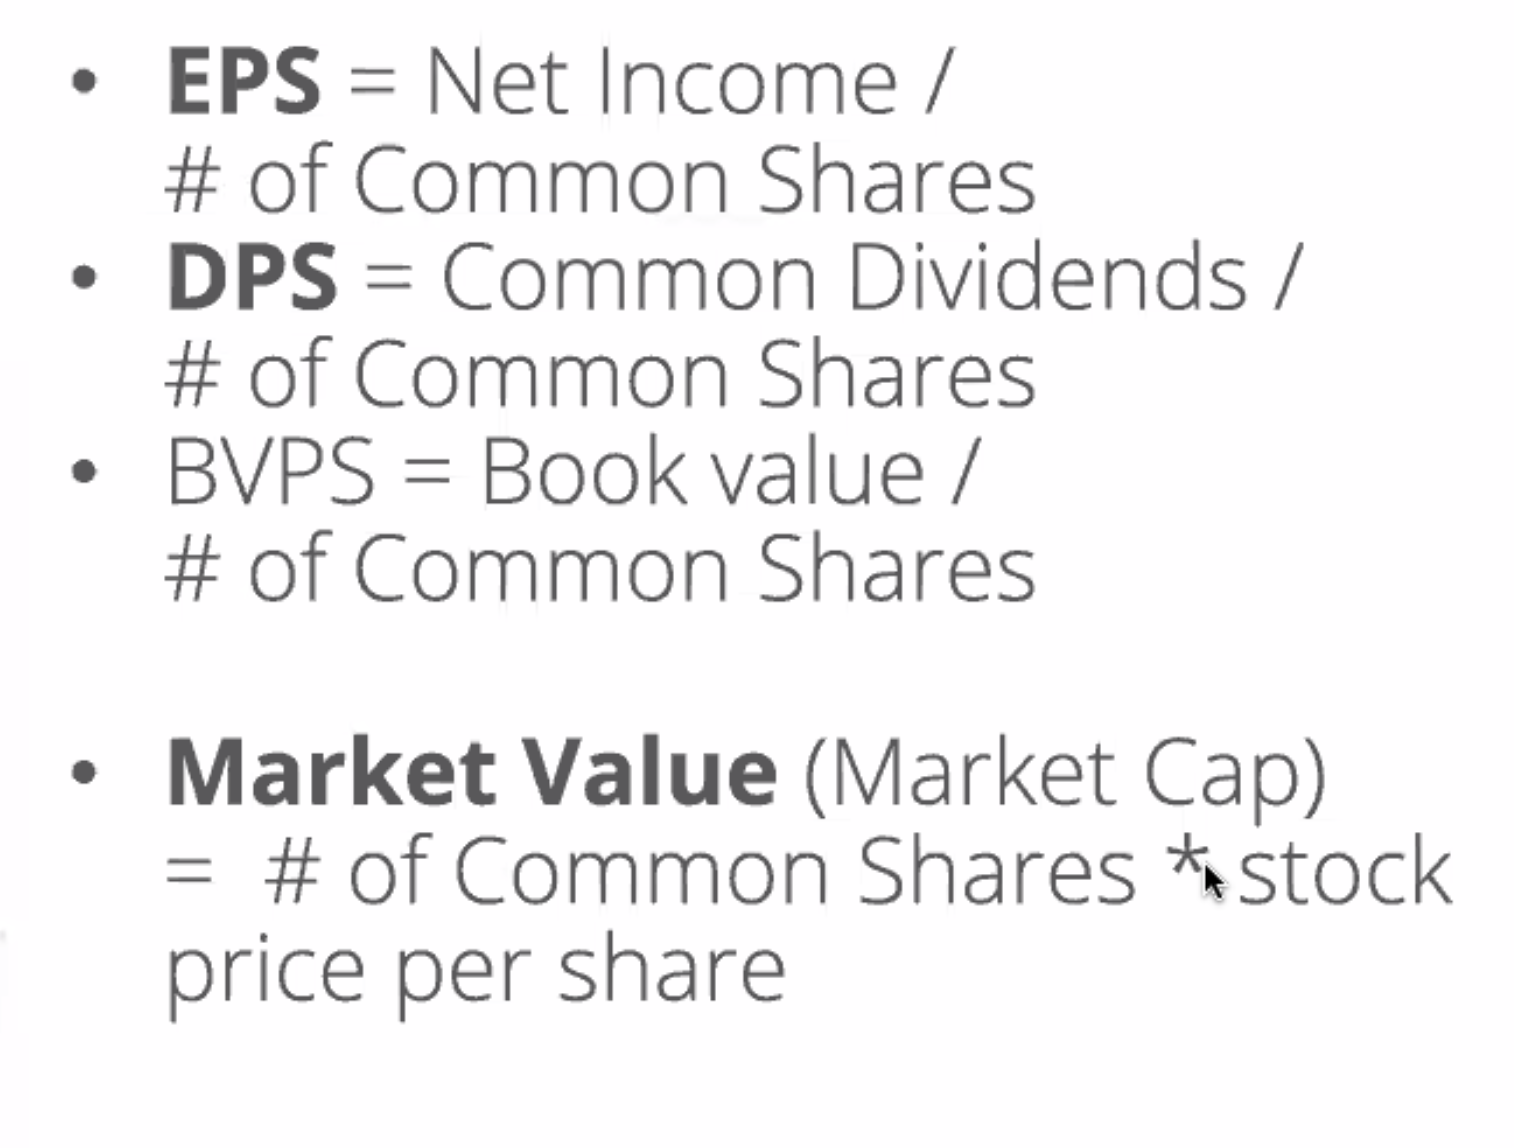 • EPS = Net Income /
# of Common Shares
• DPS = Common Dividends /
# of Common Shares
• BVPS = Book value /
# of Common Shares
• Market Value (Market Cap)
= # of Common Shares * stock
price per share